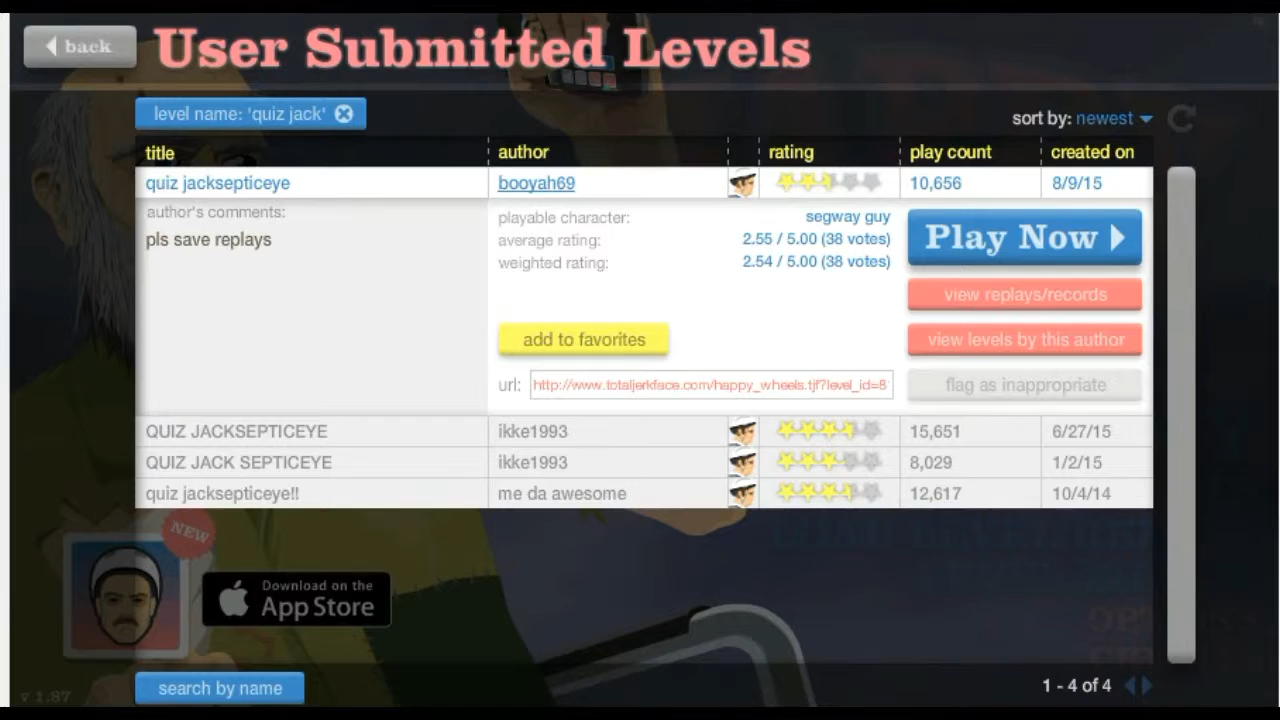 back
User Submitted Levels
level name: 'quiz jack'
sort by: newest
title author rating play count created on
quiz jacksepticeye booyah69 10,656 8/9/15
author's comments:
pls save replays
playable character: segway guy
average rating: 2.55 / 5.00 (38 votes)
weighted rating: 2.54 / 5.00 (38 votes)
Play Now
view replays/records
add to favorites
view levels by this author
url: http://www.totaljerkface.com/happy_wheels.tjf?level_id=8
flag as inappropriate
QUIZ JACKSEPTICEYE ikke1993 15,651 6/27/15
QUIZ JACK SEPTICEYE ikke1993 8,029 1/2/15
quiz jacksepticeye!! me da awesome 12,617 10/4/14
NEW
Download on the
App Store
v 1.87
search by name
1 - 4 of 4